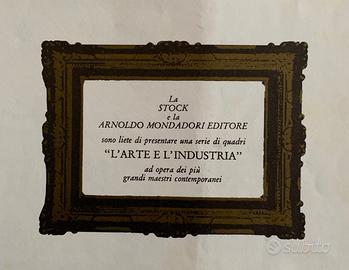 La
STOCK
e la
ARNOLDO MONDADORI EDITORE
sono liete di presentare una serie di quadri
"L'ARTE E L'INDUSTRIA"
ad opera dei più
grandi maestri contemporanei
subito